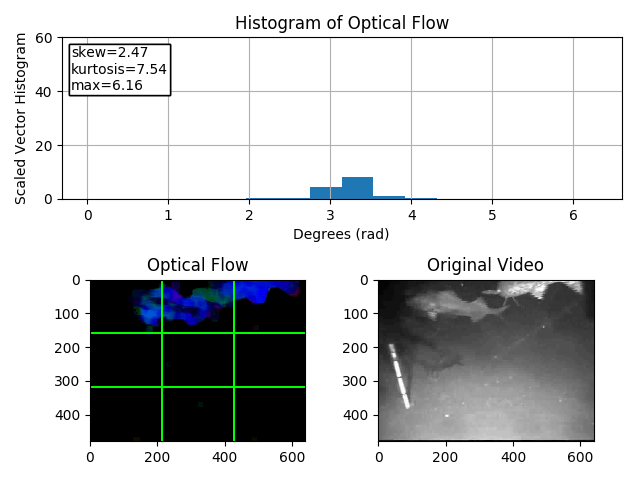 Histogram of Optical Flow
skew=2.47
kurtosis=7.54
max=6.16
Scaled Vector Histogram
60
40
20
0
0 1 2 3 4 5 6
Degrees (rad)
Optical Flow
0
100
200
300
400
0 200 400 600
Original Video
0
100
200
300
400
0 200 400 600